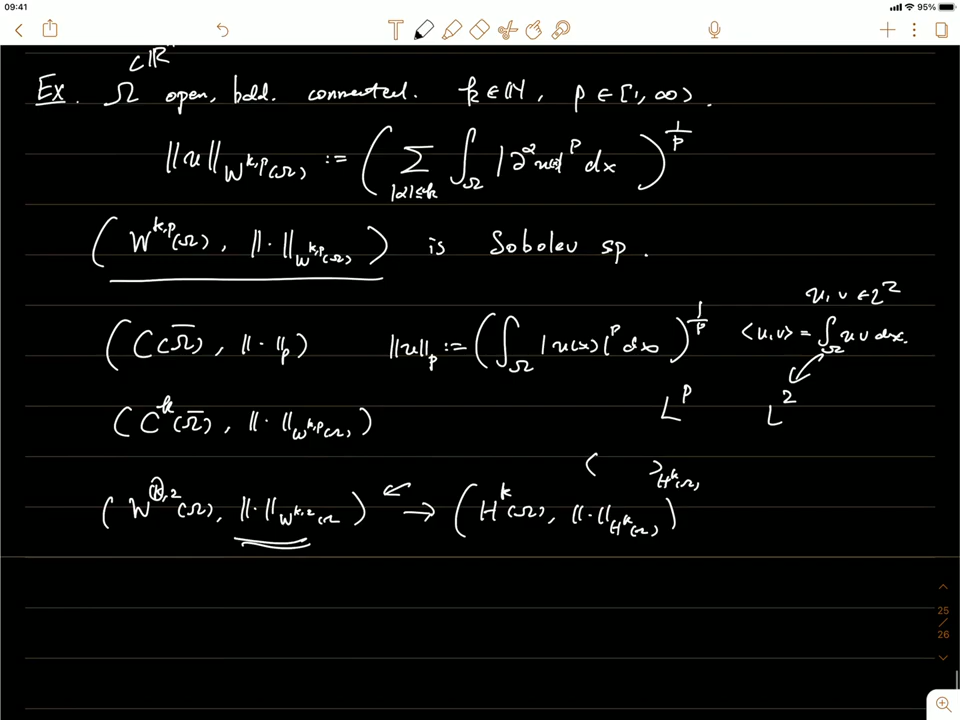 09:41
95%
⊂ ℝⁿ
Ex. Ω open, bdd. connected. k ∈ ℕ, p ∈ [1, ∞).
‖u‖_{W^{k,p}(Ω)} := ( Σ_{|α|≤k} ∫_Ω |∂^α u(x)|^p dx )^{1/p}
( W^{k,p}(Ω), ‖·‖_{W^{k,p}(Ω)} ) is Sobolev sp.
u, v ∈ L²
( C(Ω̅), ‖·‖_p ) ‖u‖_p := ( ∫_Ω |u(x)|^p dx )^{1/p} <u,v> = ∫_Ω u v dx.
L^p L²
( C^k(Ω̅), ‖·‖_{W^{k,p}(Ω)} )
< >_{H^k(Ω)}
( W^{k,2}(Ω), ‖·‖_{W^{k,2}(Ω)} ) → ( H^k(Ω), ‖·‖_{H^k(Ω)} )
25
/
26